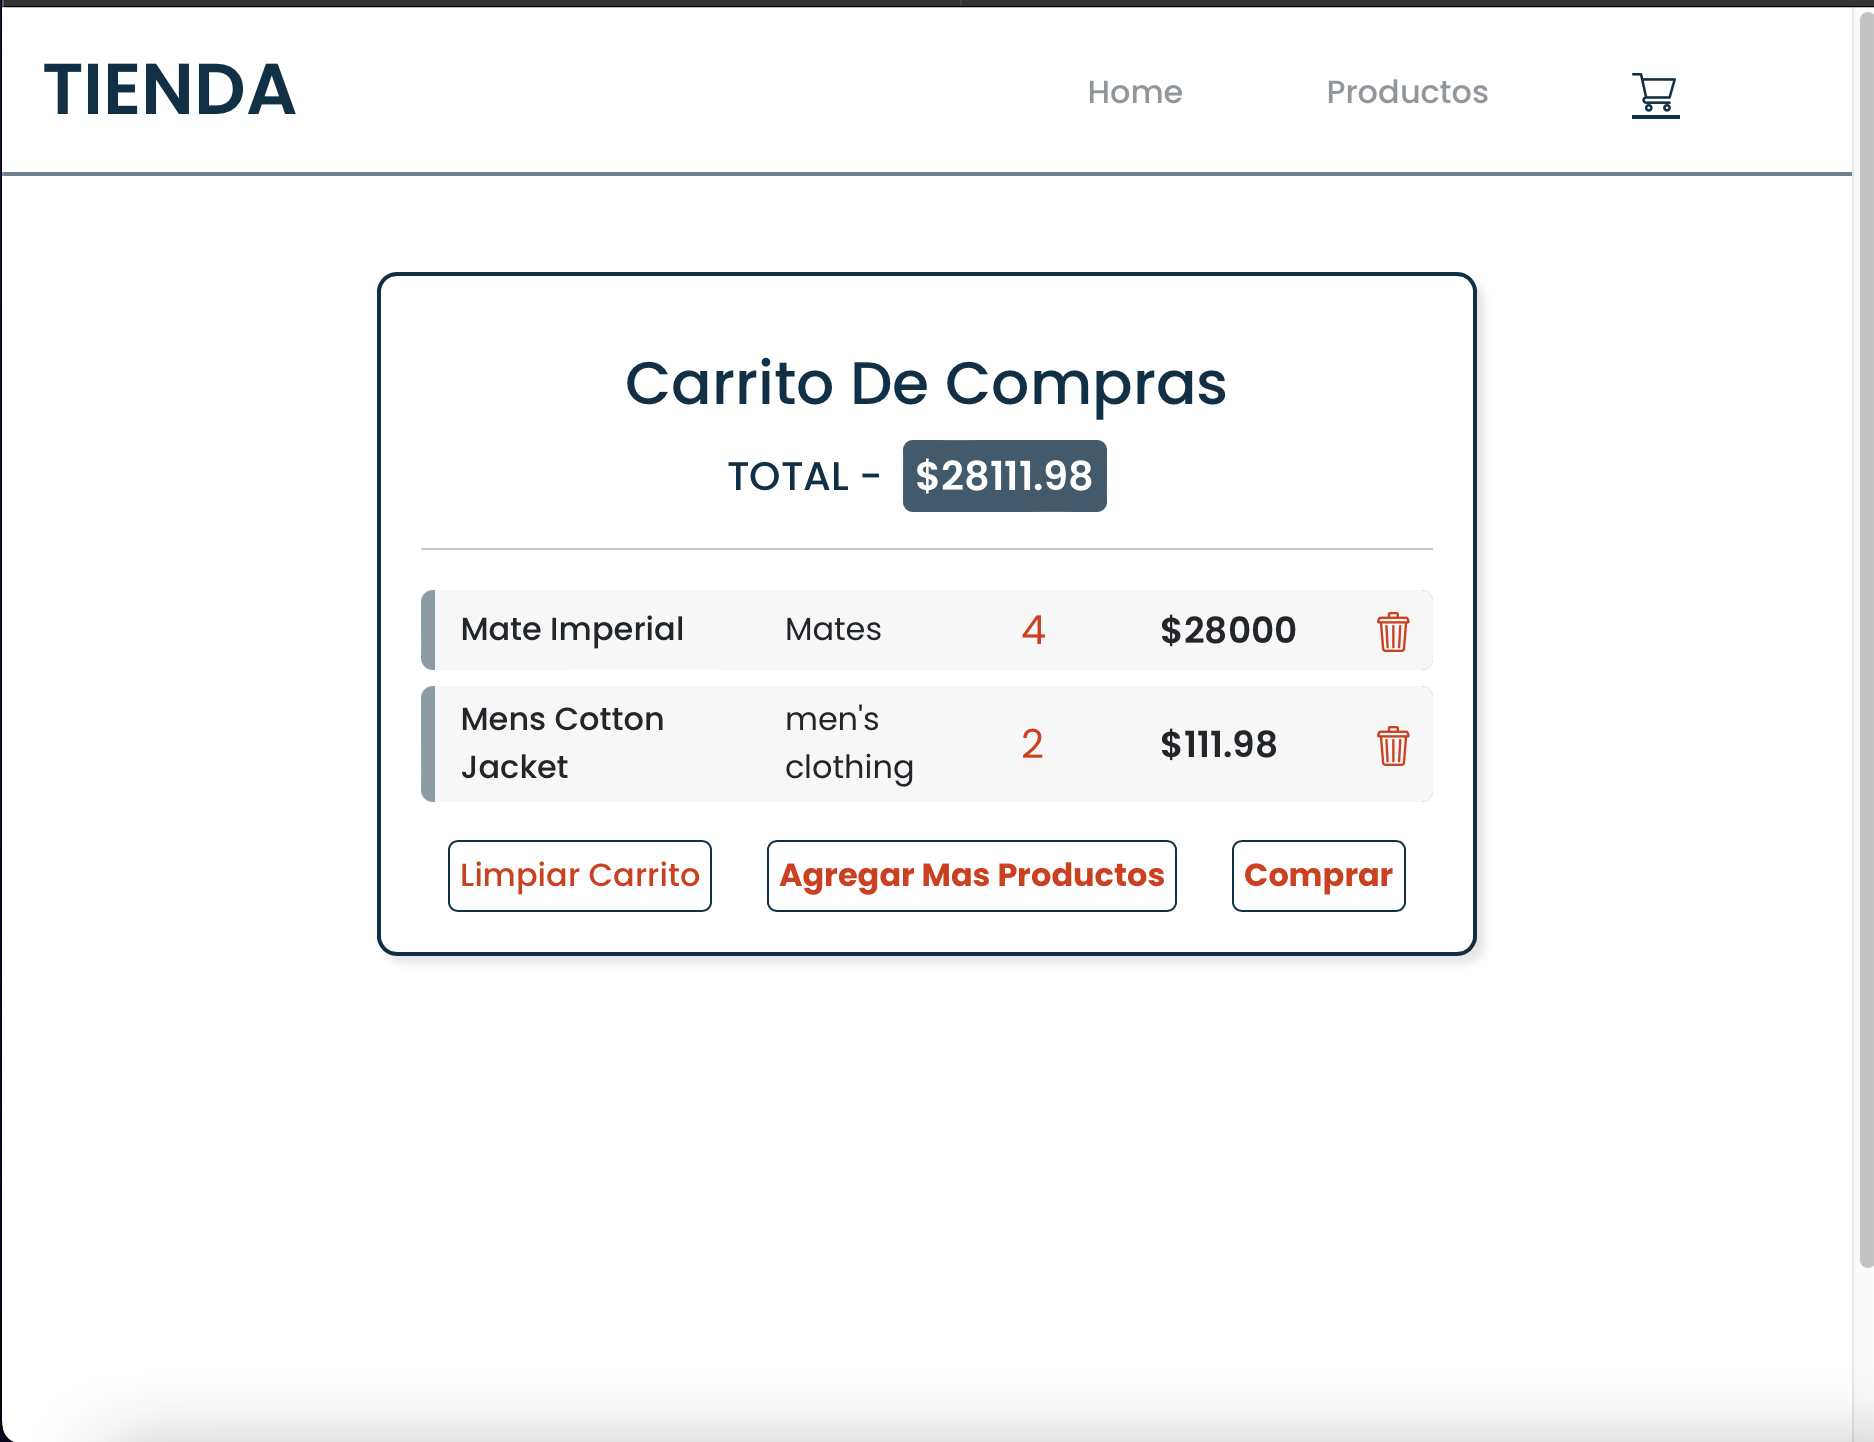 TIENDA
Home
Productos
Carrito De Compras
TOTAL - $28111.98
Mate Imperial
Mates
4
$28000
Mens Cotton
Jacket
men's
clothing
2
$111.98
Limpiar Carrito
Agregar Mas Productos
Comprar